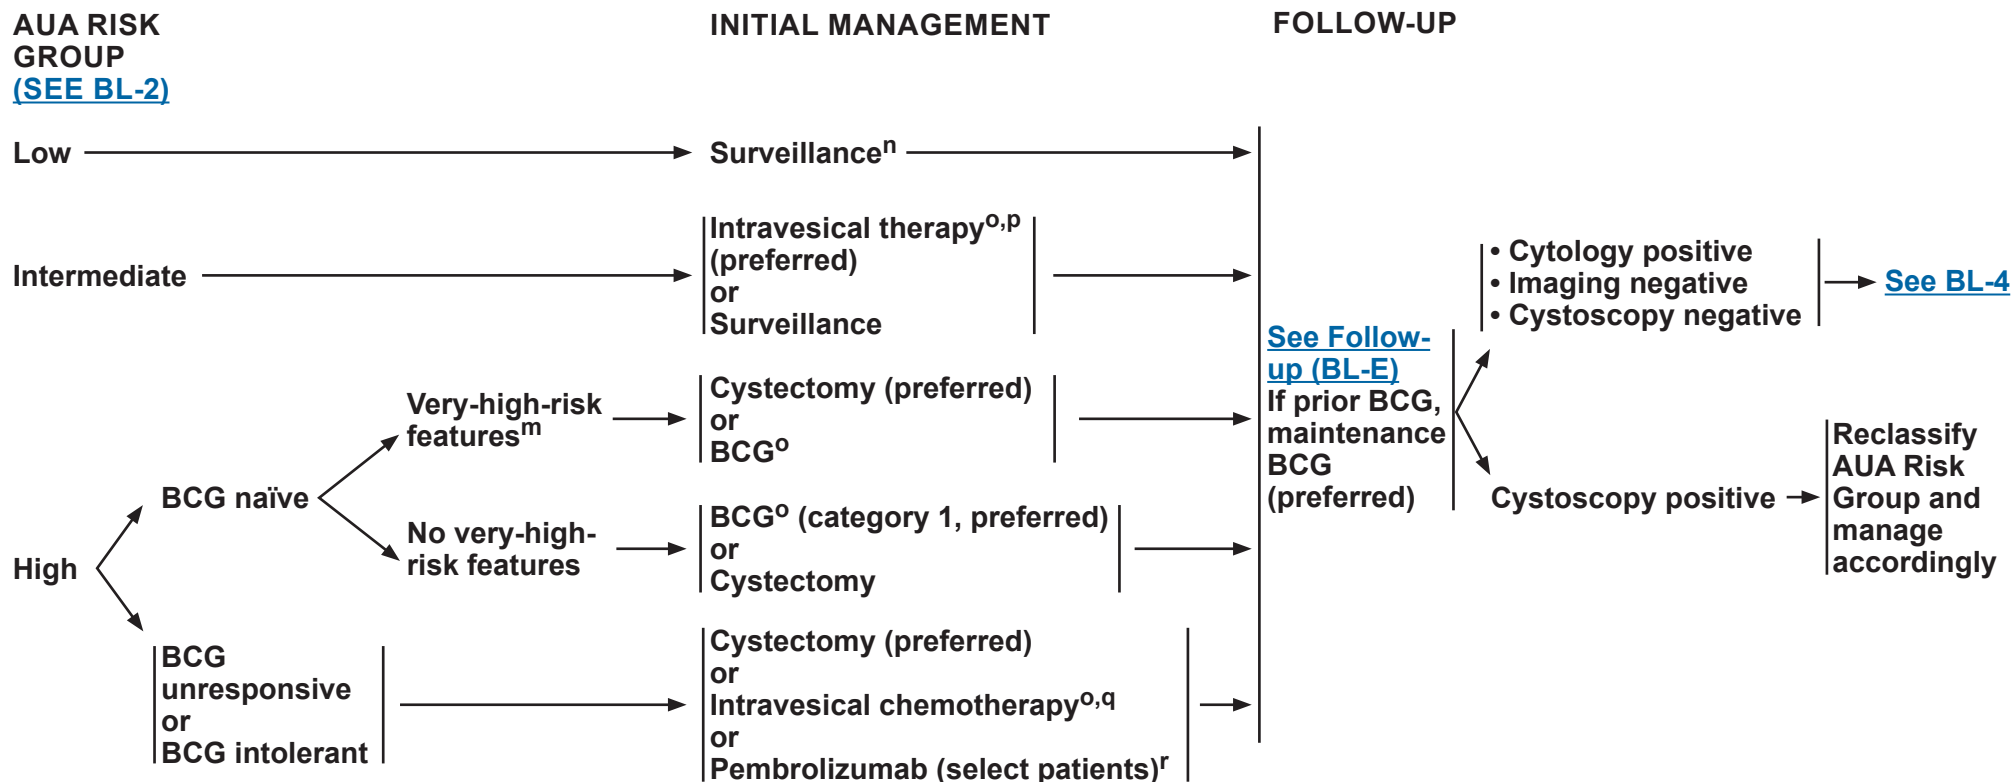 AUA RISK
GROUP
(SEE BL-2)
INITIAL MANAGEMENT
FOLLOW-UP
Low
Surveillanceⁿ
Intermediate
Intravesical therapyᵒ,ᵖ
(preferred)
or
Surveillance
High
BCG naïve
Very-high-risk
featuresᵐ
Cystectomy (preferred)
or
BCGᵒ
No very-high-
risk features
BCGᵒ (category 1, preferred)
or
Cystectomy
BCG
unresponsive
or
BCG intolerant
Cystectomy (preferred)
or
Intravesical chemotherapyᵒ,q
or
Pembrolizumab (select patients)ʳ
See Follow-
up (BL-E)
If prior BCG,
maintenance
BCG
(preferred)
• Cytology positive
• Imaging negative
• Cystoscopy negative
See BL-4
Cystoscopy positive
Reclassify
AUA Risk
Group and
manage
accordingly